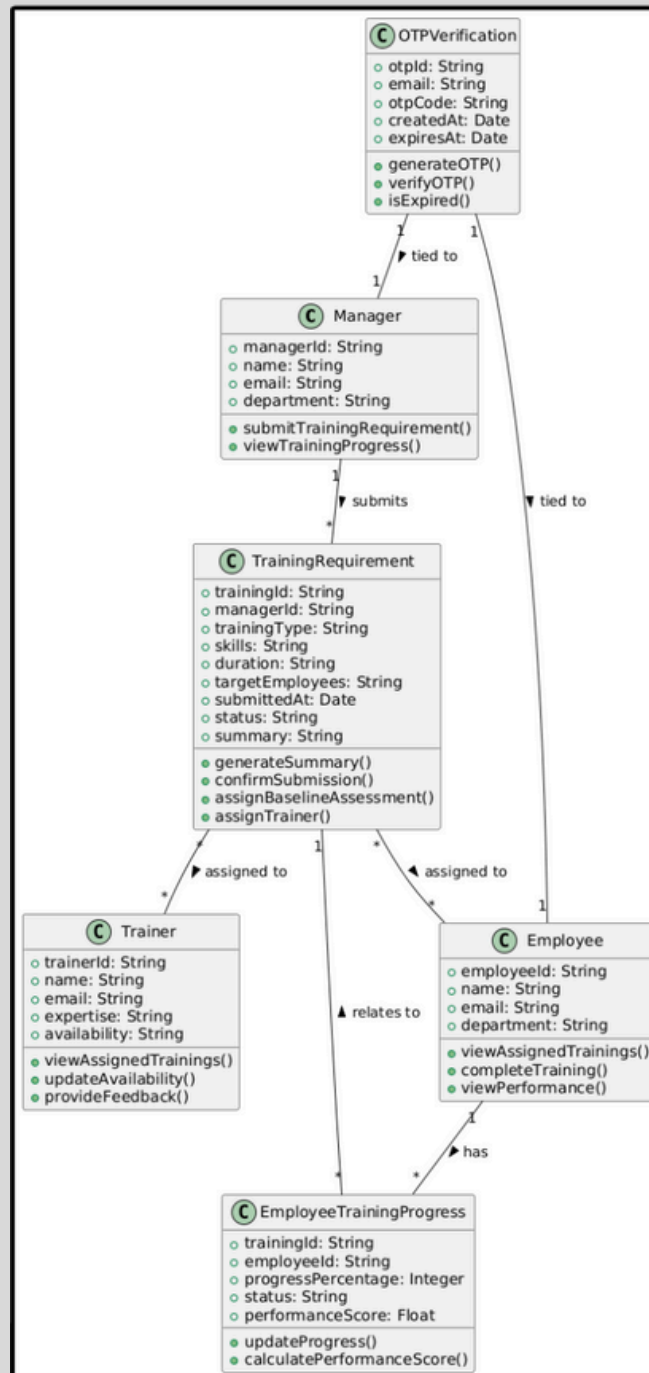 C OTPVerification
otpId: String
email: String
otpCode: String
createdAt: Date
expiresAt: Date
generateOTP()
verifyOTP()
isExpired()
1 1
tied to
1
C Manager
managerId: String
name: String
email: String
department: String
submitTrainingRequirement()
viewTrainingProgress()
1
submits
tied to
*
C TrainingRequirement
trainingId: String
managerId: String
trainingType: String
skills: String
duration: String
targetEmployees: String
submittedAt: Date
status: String
summary: String
generateSummary()
confirmSubmission()
assignBaselineAssessment()
assignTrainer()
* 1 *
assigned to assigned to
* * 1
C Trainer
trainerId: String
name: String
email: String
expertise: String
availability: String
viewAssignedTrainings()
updateAvailability()
provideFeedback()
relates to
C Employee
employeeId: String
name: String
email: String
department: String
viewAssignedTrainings()
completeTraining()
viewPerformance()
1
has
* *
C EmployeeTrainingProgress
trainingId: String
employeeId: String
progressPercentage: Integer
status: String
performanceScore: Float
updateProgress()
calculatePerformanceScore()